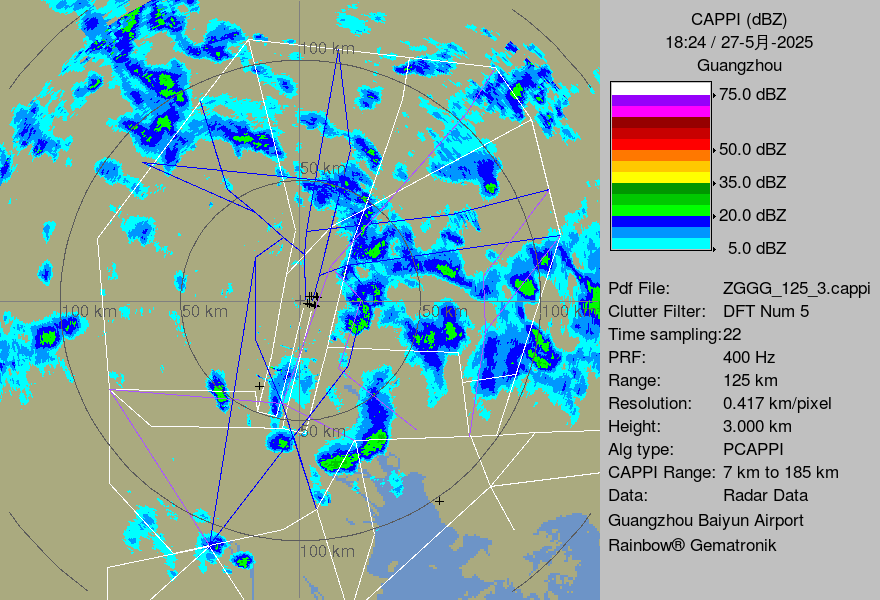 CAPPI (dBZ)
18:24 / 27-5月-2025
Guangzhou
75.0 dBZ
50.0 dBZ
35.0 dBZ
20.0 dBZ
5.0 dBZ
Pdf File: ZGGG_125_3.cappi
Clutter Filter: DFT Num 5
Time sampling:22
PRF: 400 Hz
Range: 125 km
Resolution: 0.417 km/pixel
Height: 3.000 km
Alg type: PCAPPI
CAPPI Range: 7 km to 185 km
Data: Radar Data
Guangzhou Baiyun Airport
Rainbow® Gematronik
100 km
50 km
100 km
50 km
50 km
100 km
50 km
100 km